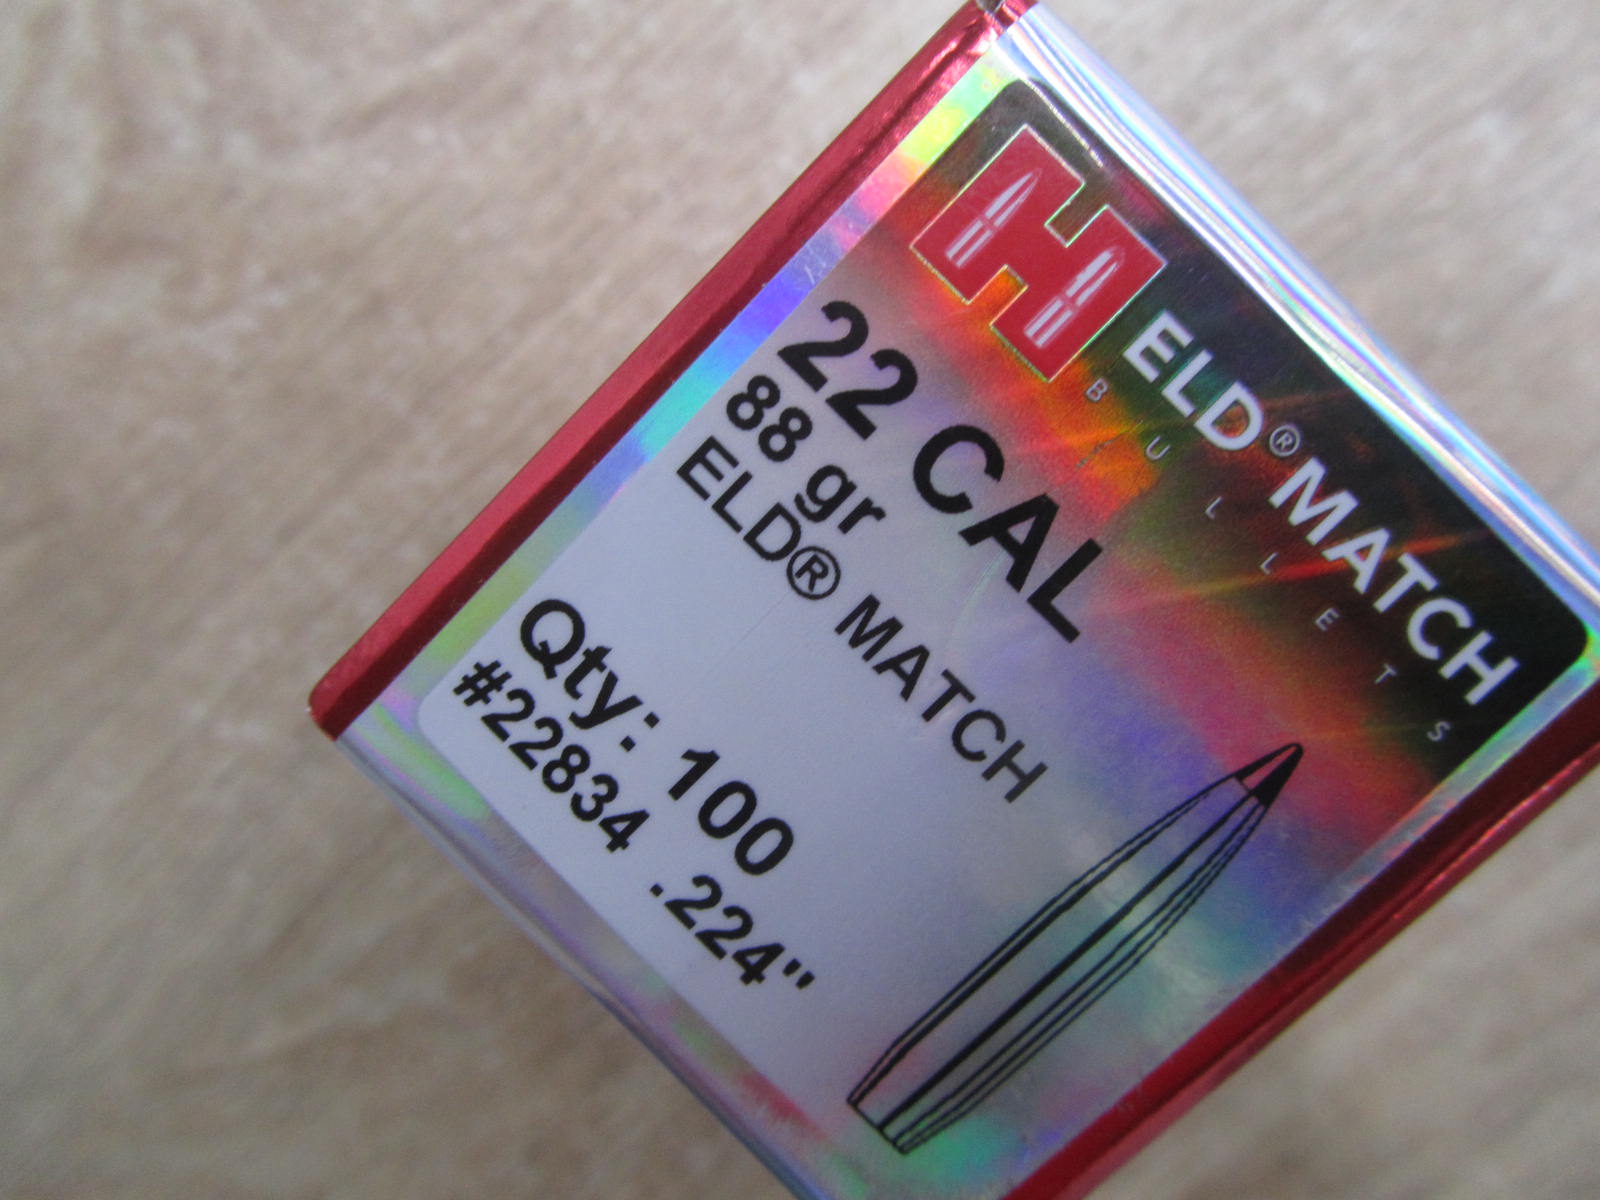 ELD® MATCH
BULLETS
22 CAL
88 gr
ELD® MATCH
Qty: 100
#22834 .224"